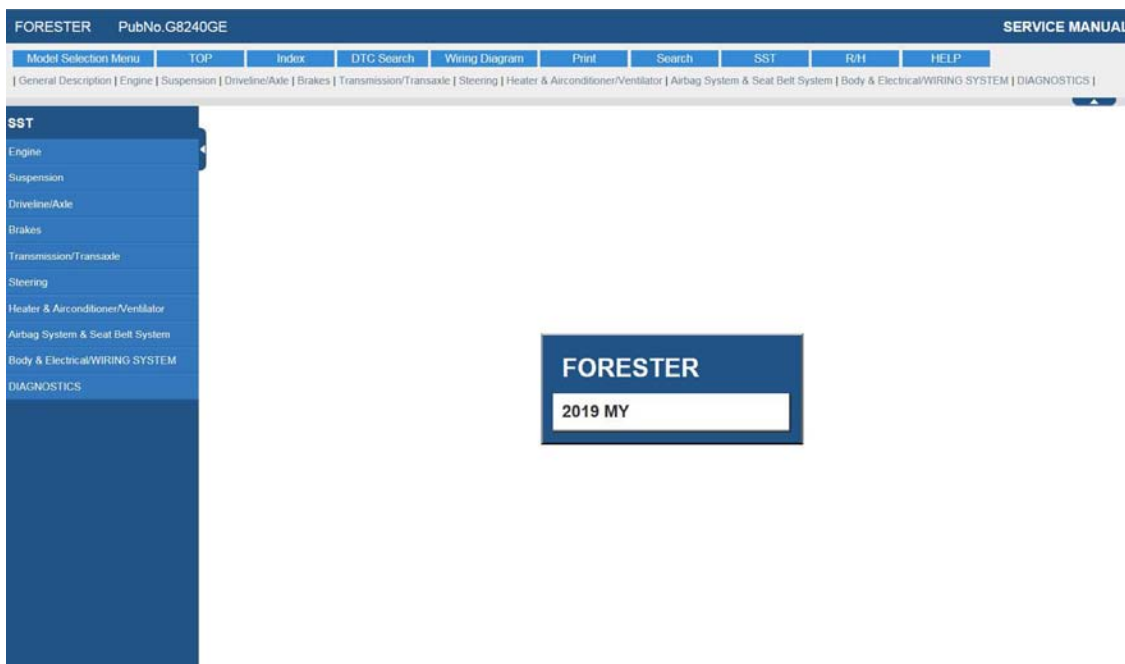 FORESTER PubNo.G8240GE SERVICE MANUAL
Model Selection Menu TOP Index DTC Search Wiring Diagram Print Search SST R/H HELP
| General Description | Engine | Suspension | Driveline/Axle | Brakes | Transmission/Transaxle | Steering | Heater & Airconditioner/Ventilator | Airbag System & Seat Belt System | Body & Electrical/WIRING SYSTEM | DIAGNOSTICS |
SST
Engine
Suspension
Driveline/Axle
Brakes
Transmission/Transaxle
Steering
Heater & Airconditioner/Ventilator
Airbag System & Seat Belt System
Body & Electrical/WIRING SYSTEM
DIAGNOSTICS
FORESTER
2019 MY